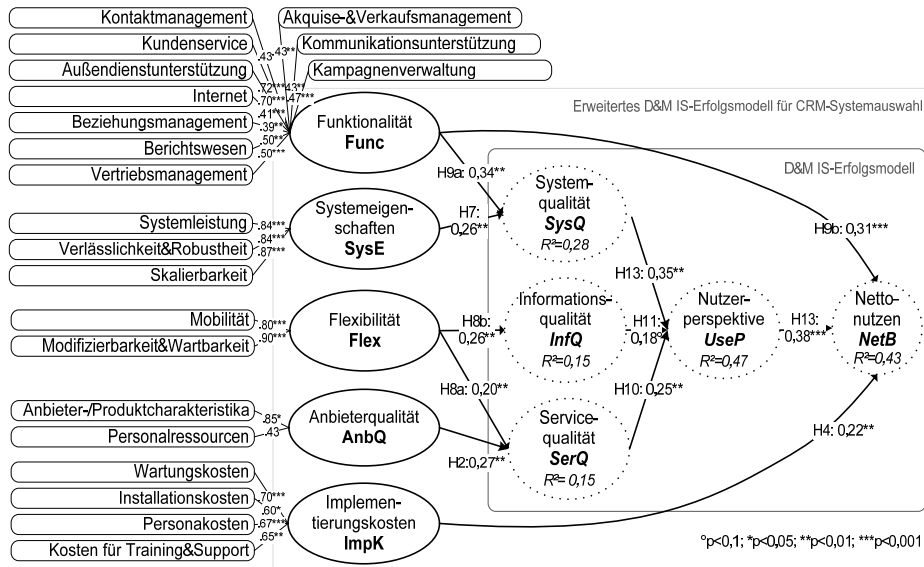 Kontaktmanagement
Kundenservice
Außendienstunterstützung
Internet
Beziehungsmanagement
Berichtswesen
Vertriebsmanagement
Akquise-&Verkaufsmanagement
Kommunikationsunterstützung
Kampagnenverwaltung
.43
.43**
.72***
.43**
.70***
.47***
.41**
.39**
.50**
.50***
Funktionalität
Func
Erweitertes D&M IS-Erfolgsmodell für CRM-Systemauswahl
D&M IS-Erfolgsmodell
H9a: 0,34**
System-
qualität
SysQ
R²=0,28
H9b: 0,31***
Systemleistung
Verlässlichkeit&Robustheit
Skalierbarkeit
.84***
.84***
.87***
Systemeigen-
schaften
SysE
H7:
0,26**
H13: 0,35**
Mobilität
Modifizierbarkeit&Wartbarkeit
.80***
.90***
Flexibilität
Flex
H8b:
0,26**
Informations-
qualität
InfQ
R²=0,15
H11:
0,18°
Nutzer-
perspektive
UseP
R²=0,47
H13:
0,38***
Netto-
nutzen
NetB
R²=0,43
H8a: 0,20**
H10: 0,25**
Anbieter-/Produktcharakteristika
Personalressourcen
.85*
.43
Anbieterqualität
AnbQ
H2:0,27**
Service-
qualität
SerQ
R²= 0,15
H4: 0,22**
Wartungskosten
Installationskosten
Personakosten
Kosten für Training&Support
.70***
.60*
.67***
.65**
Implemen-
tierungskosten
ImpK
°p<0,1; *p<0,05; **p<0,01; ***p<0,001